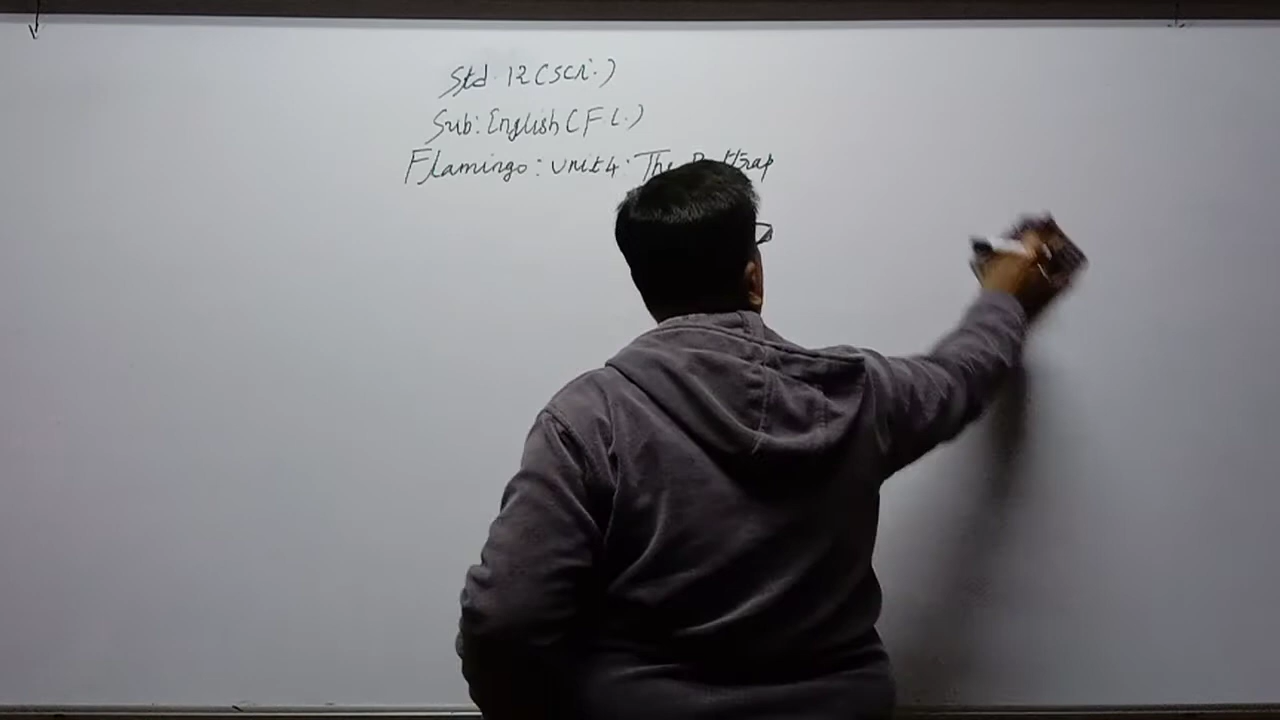 Std 12 (Sci.)
Sub: English (F L.)
Flamingo: Unit 4. The